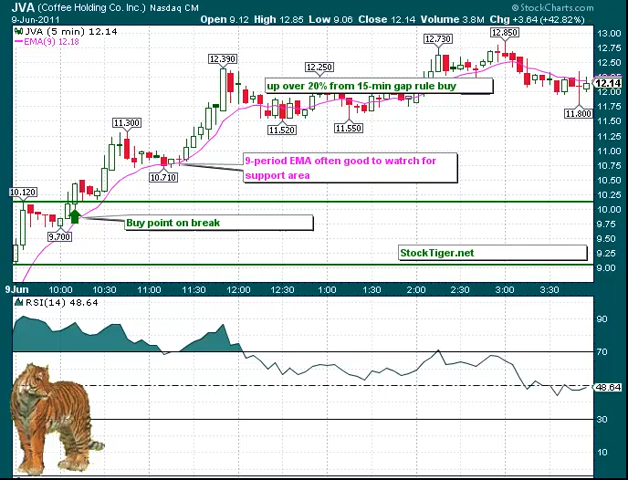 JVA (Coffee Holding Co. Inc.) Nasdaq CM
© StockCharts.com
9-Jun-2011
Open 9.12 High 12.85 Low 9.06 Close 12.14 Volume 3.8M Chg +3.64 (+42.82%)
JVA (5 min) 12.14
EMA(9) 12.18
13.00
12.850
12.730
12.75
12.50
12.390
12.250
12.25
12.14
up over 20% from 15-min gap rule buy
12.00
11.800
11.75
11.520
11.550
11.50
11.300
11.25
11.00
9-period EMA often good to watrch for
support area
10.75
10.710
10.50
10.25
10.120
10.00
Buy point on break
9.75
9.700
9.50
StockTiger.net
9.25
9.00
9Jun 10:00 10:30 11:00 11:30 12:00 12:30 1:00 1:30 2:00 2:30 3:00 3:30
RSI(14) 48.64
90
70
48.64
30
10